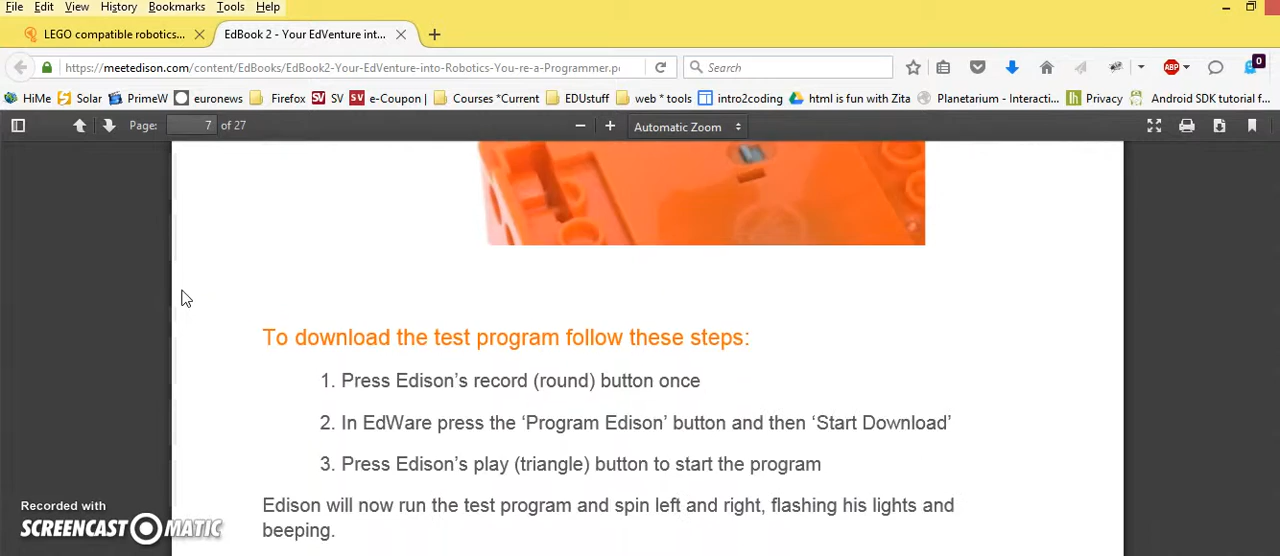 File Edit View History Bookmarks Tools Help
LEGO compatible robotics... EdBook 2 - Your EdVenture int...
https://meetedison.com/content/EdBooks/EdBook2-Your-EdVenture-into-Robotics-You-re-a-Programmer.pc Search ABP 0
HiMe Solar PrimeW euronews Firefox SV SV e-Coupon | Courses *Current EDUstuff web * tools intro2coding html is fun with Zita Planetarium - Interacti... Privacy Android SDK tutorial f...
Page: 7 of 27 Automatic Zoom
To download the test program follow these steps:
1. Press Edison's record (round) button once
2. In EdWare press the ‘Program Edison’ button and then ‘Start Download’
3. Press Edison's play (triangle) button to start the program
Edison will now run the test program and spin left and right, flashing his lights and
beeping.
Recorded with
SCREENCAST MATIC